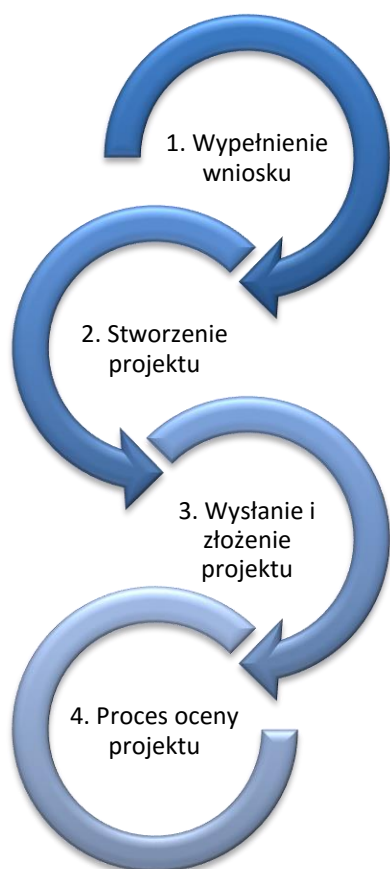 1. Wypełnienie
wniosku
2. Stworzenie
projektu
3. Wysłanie i
złożenie
projektu
4. Proces oceny
projektu